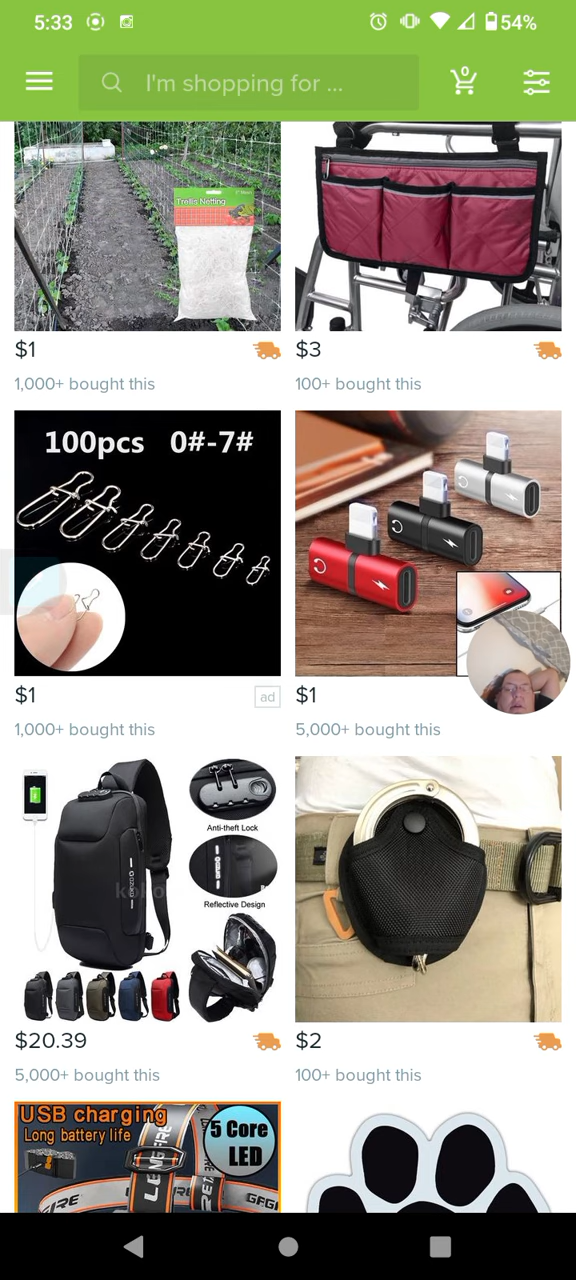 5:33
54%
I'm shopping for ...
0
Trellis Netting
$1
$3
1,000+ bought this
100+ bought this
100pcs 0#-7#
$1
ad
$1
1,000+ bought this
5,000+ bought this
Anti-theft Lock
OZUKO
Reflective Design
$20.39
$2
5,000+ bought this
100+ bought this
USB charging
Long battery life
5 Core
LED